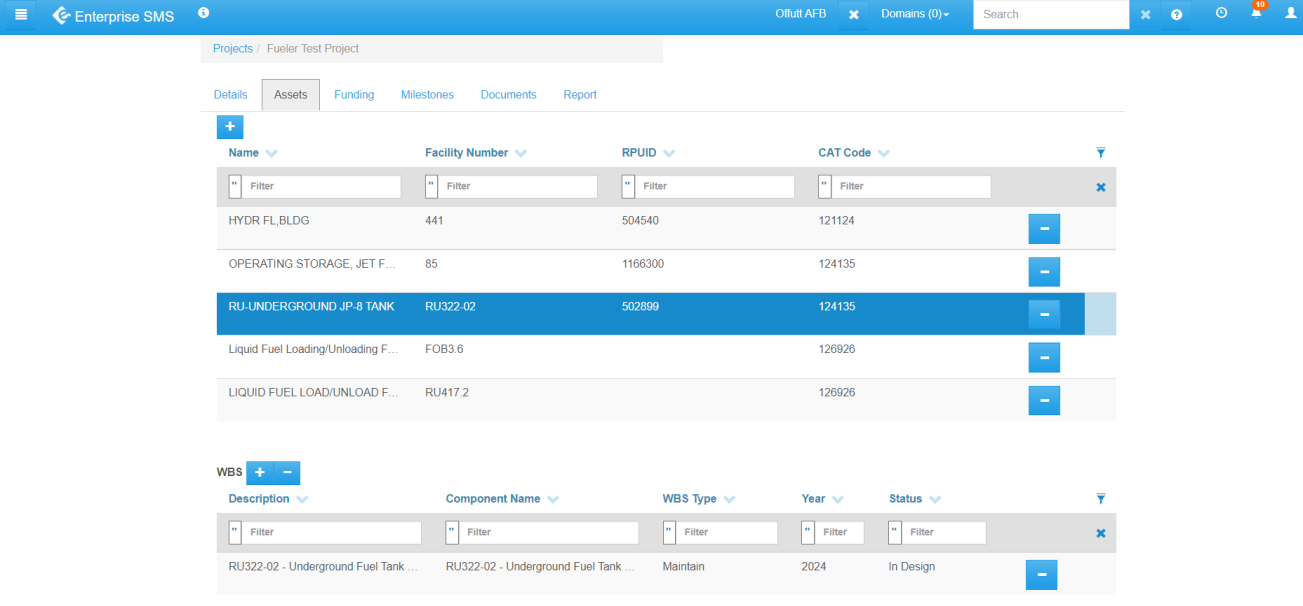 Enterprise SMS
Offutt AFB
Domains (0)
Search
10
Projects / Fueler Test Project
Details Assets Funding Milestones Documents Report
Name Facility Number RPUID CAT Code
" Filter " Filter " Filter " Filter
HYDR FL,BLDG 441 504540 121124
OPERATING STORAGE, JET F... 85 1166300 124135
RU-UNDERGROUND JP-8 TANK RU322-02 502899 124135
Liquid Fuel Loading/Unloading F... FOB3.6 126926
LIQUID FUEL LOAD/UNLOAD F... RU417.2 126926
WBS
Description Component Name WBS Type Year Status
" Filter " Filter " Filter " Filter " Filter
RU322-02 - Underground Fuel Tank ... RU322-02 - Underground Fuel Tank ... Maintain 2024 In Design